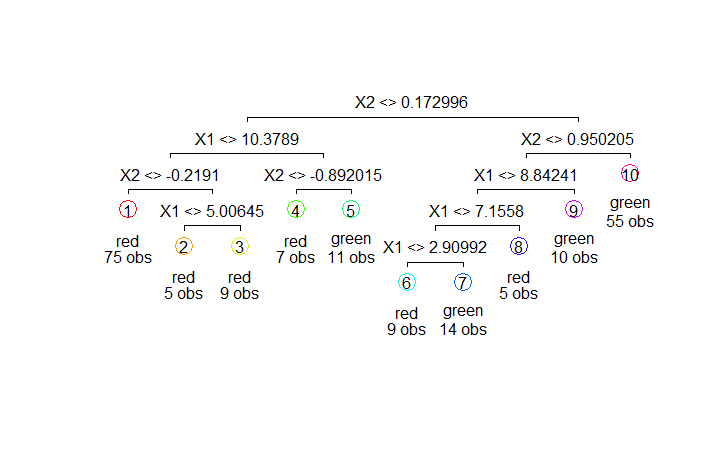 X2 <> 0.172996
X1 <> 10.3789
X2 <> 0.950205
X2 <> -0.2191
X2 <> -0.892015
X1 <> 8.84241
10
green
55 obs
1
red
75 obs
X1 <> 5.00645
4
red
7 obs
5
green
11 obs
X1 <> 7.1558
9
green
10 obs
2
red
5 obs
3
red
9 obs
X1 <> 2.90992
8
red
5 obs
6
red
9 obs
7
green
14 obs